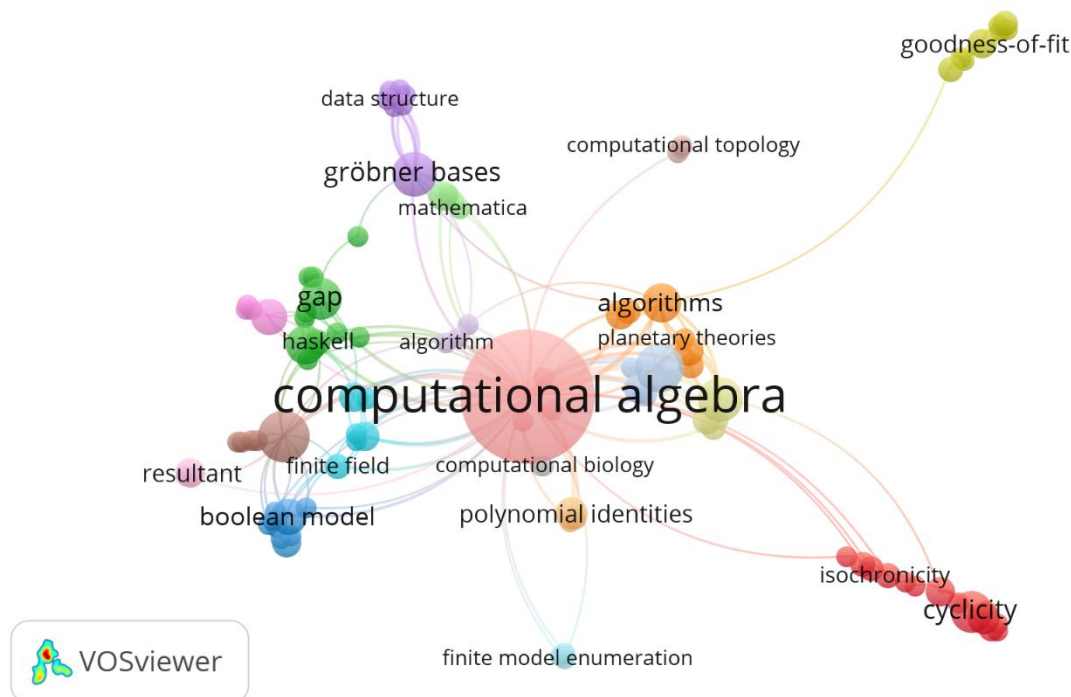 goodness-of-fit
data structure
computational topology
gröbner bases
mathematica
gap
algorithms
haskell
algorithm
planetary theories
computational algebra
resultant
finite field
computational biology
boolean model
polynomial identities
isochronicity
cyclicity
finite model enumeration
VOSviewer